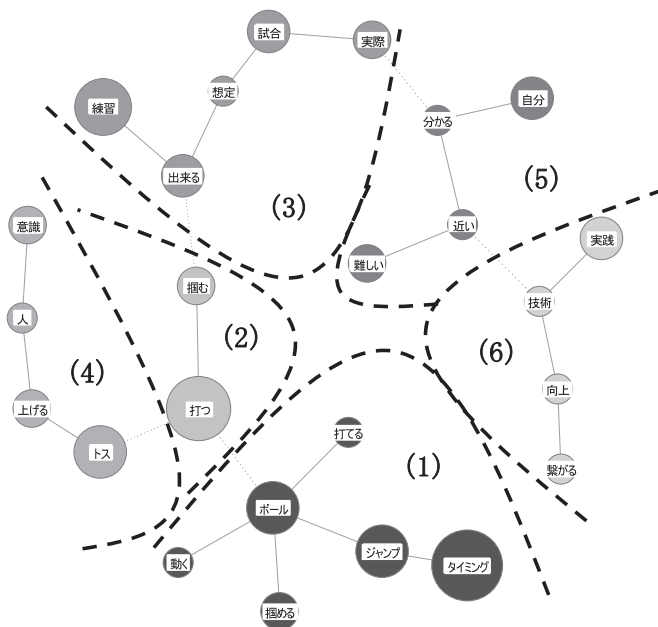 試合
実際
想定
練習
自分
分かる
出来る
(5)
(3)
意識
近い
実践
難しい
掴む
技術
人
(2)
(6)
(4)
向上
上げる
打つ
打てる
トス
(1)
繋がる
ボール
ジャンプ
動く
タイミング
掴める